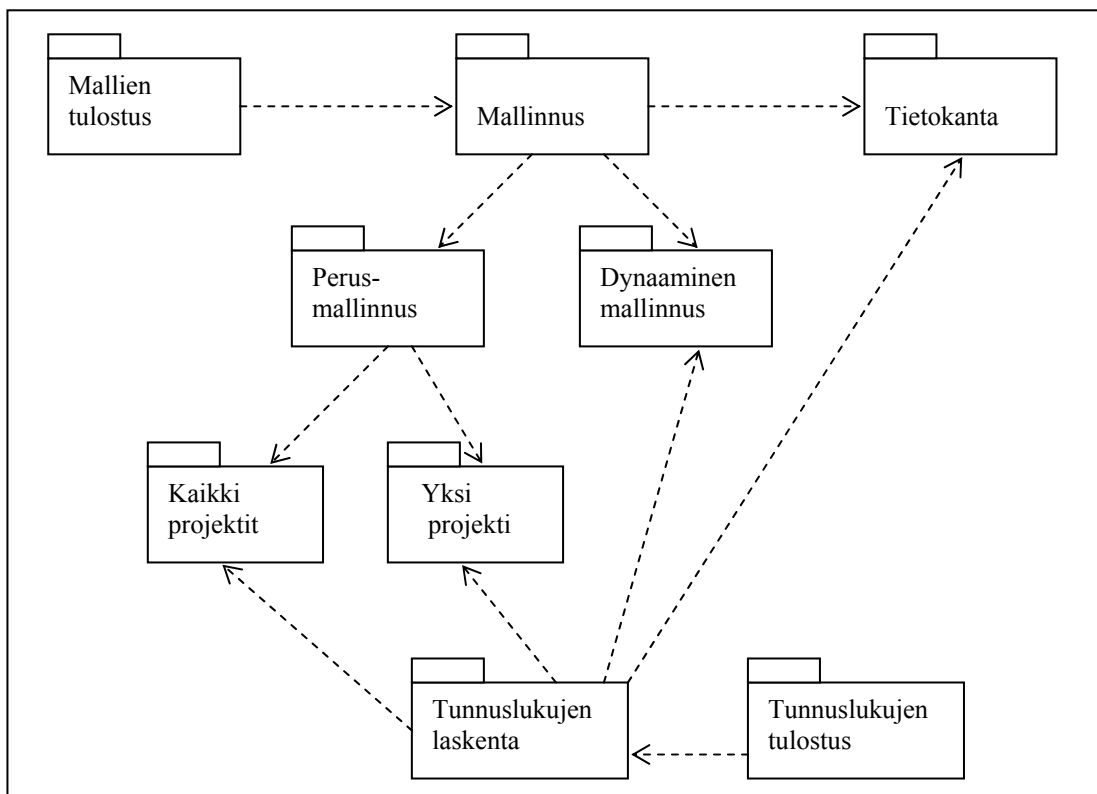 Mallien
tulostus
Mallinnus
Tietokanta
Perus-
mallinnus
Dynaaminen
mallinnus
Kaikki
projektit
Yksi
projekti
Tunnuslukujen
laskenta
Tunnuslukujen
tulostus